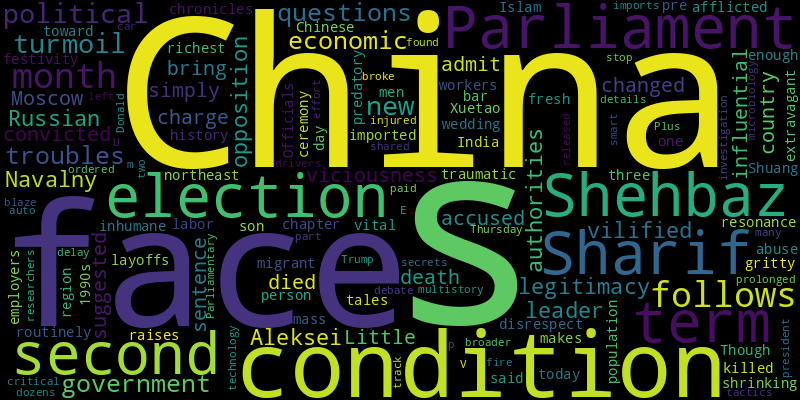 China
Parliament
political
chronicles
questions
Islam
imports
pre
afflicted
toward
car
turmoil
festivity
richest
Chinese
economic
found
enough
month
bring
opposition
predatory
broke
admit
stop
changed
influential
Moscow
simply
Officials
ceremony
effort
men
new
workers
bar
Xuetao
fresh
details
smart
Plus
country
microbiology
extravagant
left
Donald
Russian
charge
day
injured
imported
wedding
released
one
convicted
U
history
shared
India
investigation
troubles
ordered
m
two
northeast
drivers
viciousness
traumatic
three
Shuang
Navalny
election
paid
authorities
Shehbaz
blaze
auto
face
S
inhumane
labor
son
chapter
vital
E
accused
Thursday
vilified
resonance
many
employers
researchers
delay
region
1990s
suggested
layoffs
sentence
Parliamentary
part
migrant
person
Trump
debate
secrets
death
multistory
Sharif
abuse
gritty
prolonged
died
tales
legitimacy
follows
routinely
raises
mass
leader
disrespect
term
population
second
Aleksei
Little
condition
makes
p
broader
Though
president
technology
track
v
fire
said
today
killed
critical
dozens
government
shrinking
tactics